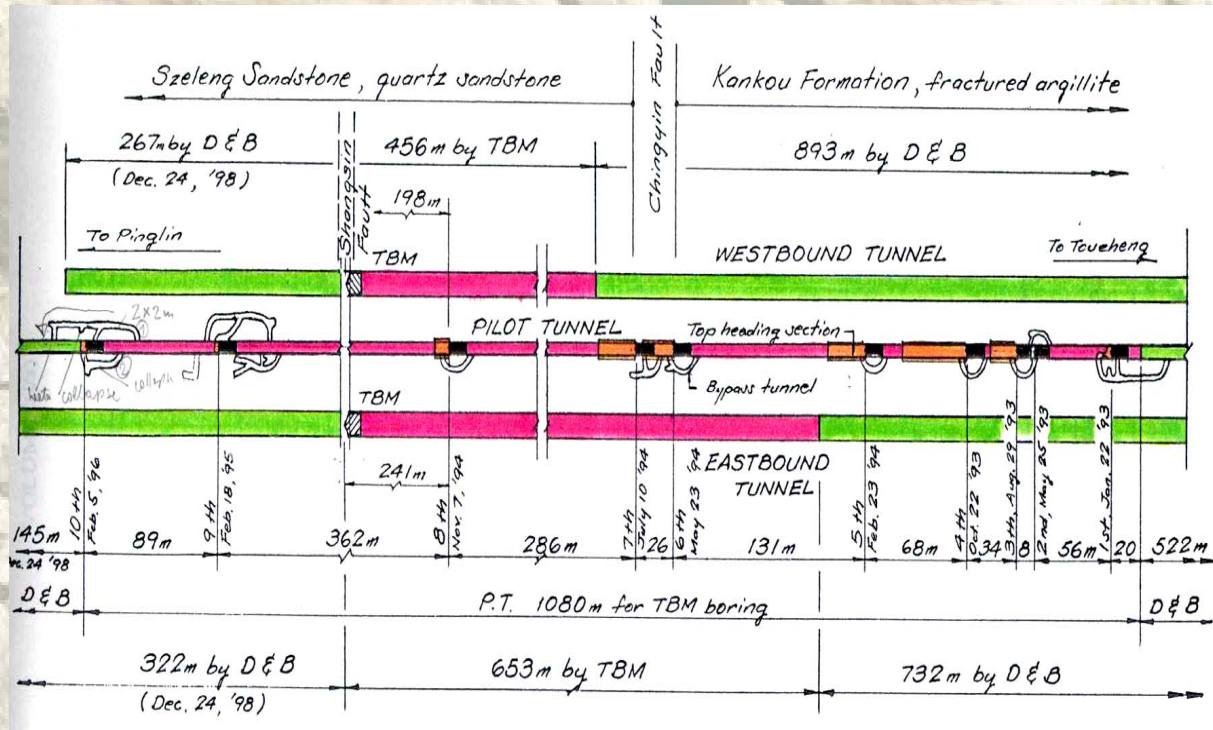 Szeleng Sandstone, quartz sandstone
Chingyin Fault
Kankou Formation, fractured argillite
267m by D & B
(Dec. 24, '98)
Shangsin Fault
456m by TBM
893m by D & B
198m
To Pinglin
TBM
WESTBOUND TUNNEL
To Toucheng
2x2m
①
PILOT TUNNEL
Top heading section
②
collapse
Bypass tunnel
TBM
EASTBOUND
TUNNEL
241m
10th
Feb. 5, '96
9th
Feb. 18, '95
8th
Nov. 7, '94
7th
July 10 '94
6th
May 23 '94
5th
Feb. 23 '94
4th
Oct. 22 '93
3th, Aug. 29 '93
2nd, May 25 '93
1st, Jan. 22 '93
145m
89m
362m
286m
26
131m
68m
34
8
56m
20
522m
24 '98
D & B
P.T. 1080m for TBM boring
D & B
322m by D & B
(Dec. 24, '98)
653m by TBM
732m by D & B